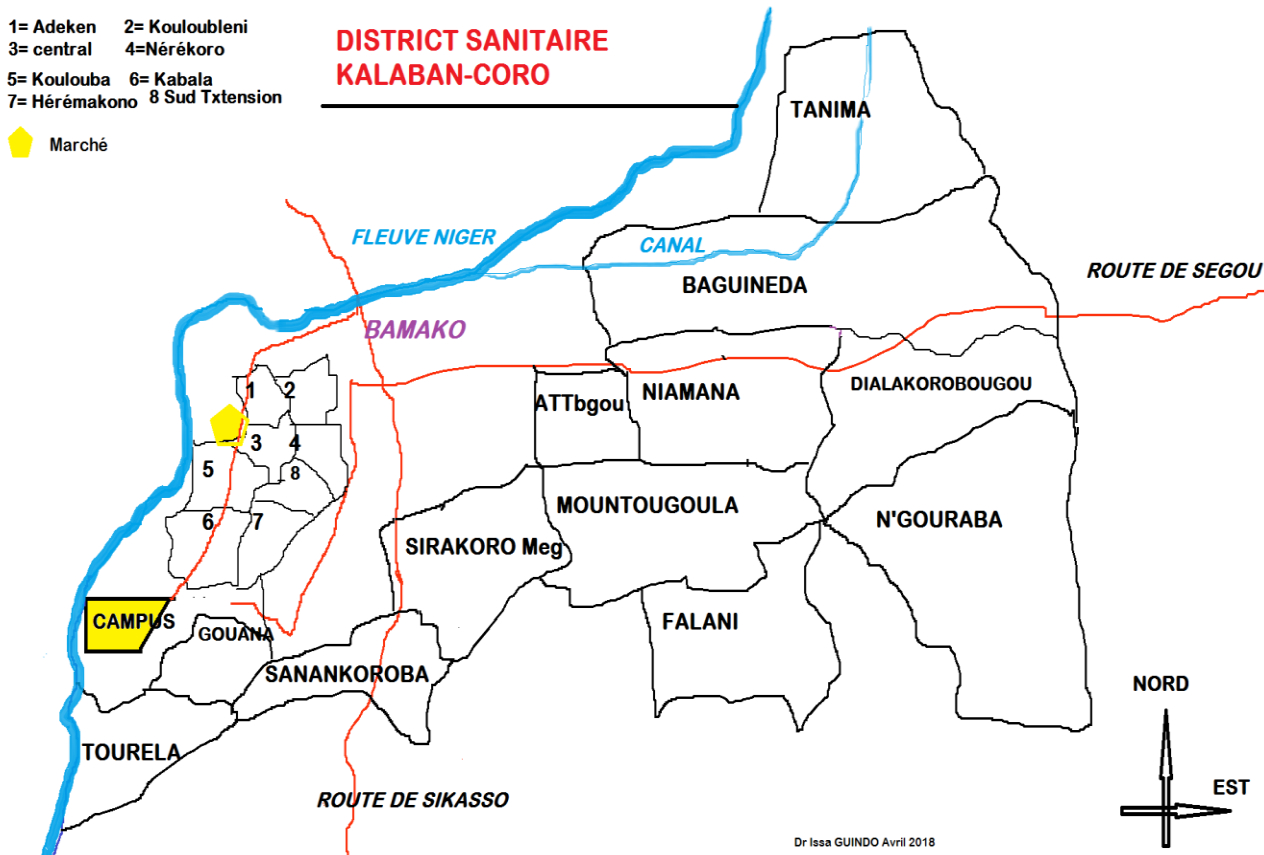 1= Adeken 2= Kouloubleni
3= central 4=Nérékoro
5= Koulouba 6= Kabala
7= Hérémakono 8 Sud Txtension
Marché
DISTRICT SANITAIRE
KALABAN-CORO
TANIMA
FLEUVE NIGER
CANAL
ROUTE DE SEGOU
BAGUINEDA
BAMAKO
1 2
ATTbgou
NIAMANA
DIALAKOROBOUGOU
3 4
5 8
6 7
MOUNTOUGOULA
N'GOURABA
SIRAKORO Meg
CAMPUS
GOUANA
FALANI
SANANKOROBA
NORD
TOURELA
EST
ROUTE DE SIKASSO
Dr Issa GUINDO Avril 2018